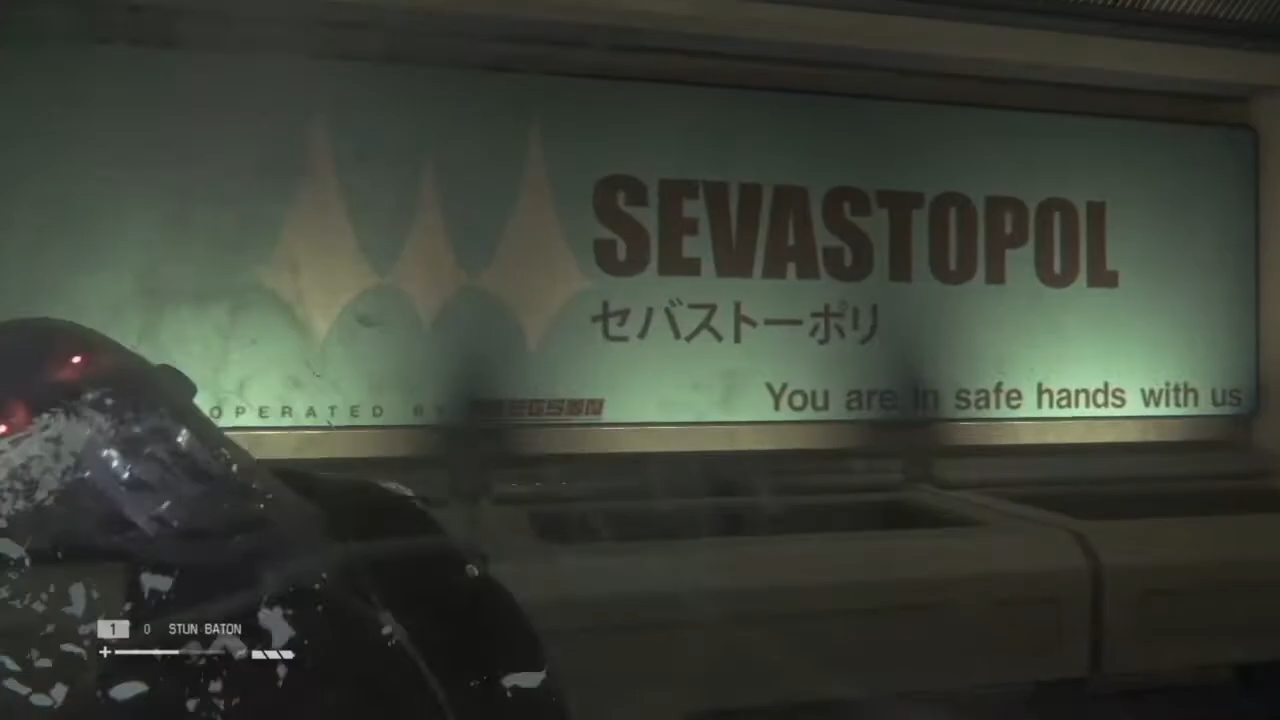 SEVASTOPOL
セバストーポリ
OPERATED BY SEEGSON
You are in safe hands with us
1 0 STUN BATON